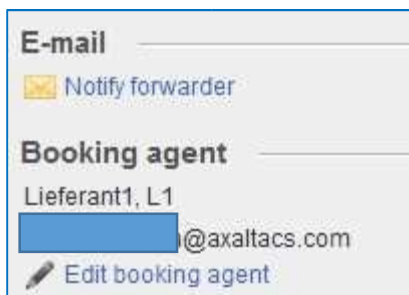 E-mail
Notify forwarder
Booking agent
Lieferant1, L1
@axaltacs.com
Edit booking agent